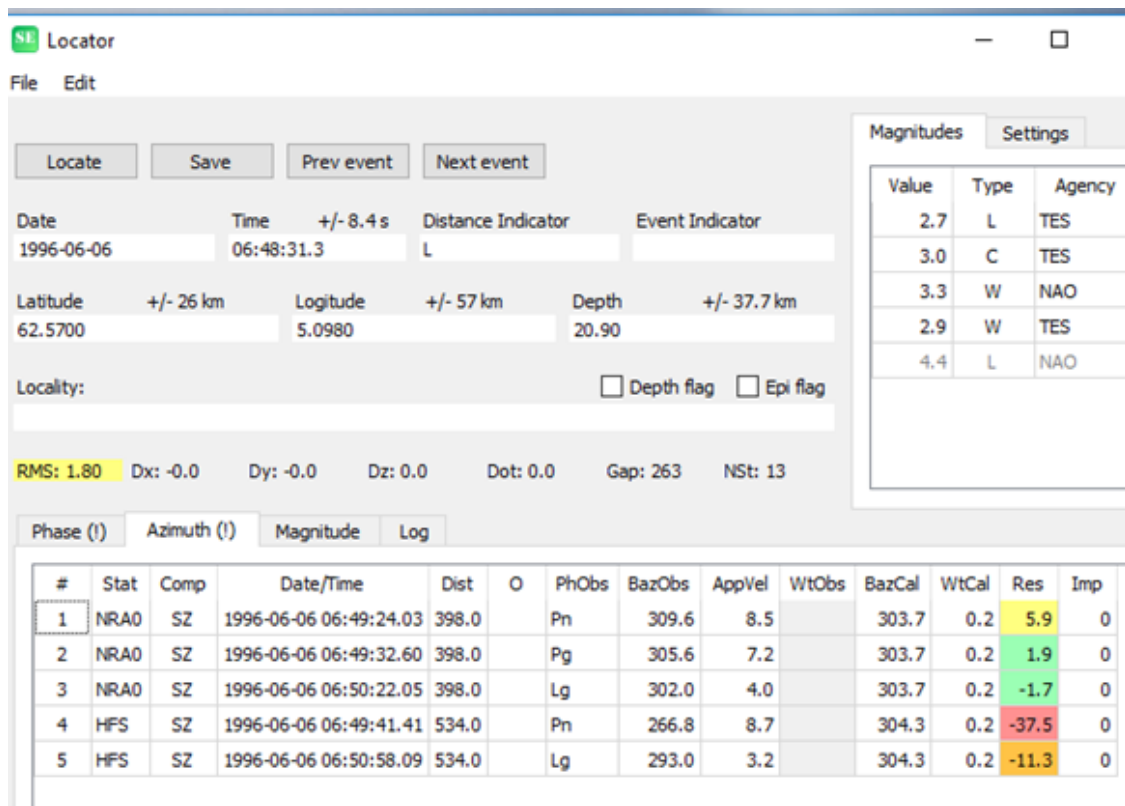 SE Locator
File Edit
Locate Save Prev event Next event
Date Time +/- 8.4 s Distance Indicator Event Indicator
1996-06-06 06:48:31.3 L
Latitude +/- 26 km Logitude +/- 57 km Depth +/- 37.7 km
62.5700 5.0980 20.90
Locality: Depth flag Epi flag
RMS: 1.80 Dx: -0.0 Dy: -0.0 Dz: 0.0 Dot: 0.0 Gap: 263 NSt: 13
Magnitudes Settings
Value Type Agency
2.7 L TES
3.0 C TES
3.3 W NAO
2.9 W TES
4.4 L NAO
Phase (!) Azimuth (!) Magnitude Log
# Stat Comp Date/Time Dist O PhObs BazObs AppVel WtObs BazCal WtCal Res Imp
1 NRA0 SZ 1996-06-06 06:49:24.03 398.0 Pn 309.6 8.5 303.7 0.2 5.9 0
2 NRA0 SZ 1996-06-06 06:49:32.60 398.0 Pg 305.6 7.2 303.7 0.2 1.9 0
3 NRA0 SZ 1996-06-06 06:50:22.05 398.0 Lg 302.0 4.0 303.7 0.2 -1.7 0
4 HFS SZ 1996-06-06 06:49:41.41 534.0 Pn 266.8 8.7 304.3 0.2 -37.5 0
5 HFS SZ 1996-06-06 06:50:58.09 534.0 Lg 293.0 3.2 304.3 0.2 -11.3 0